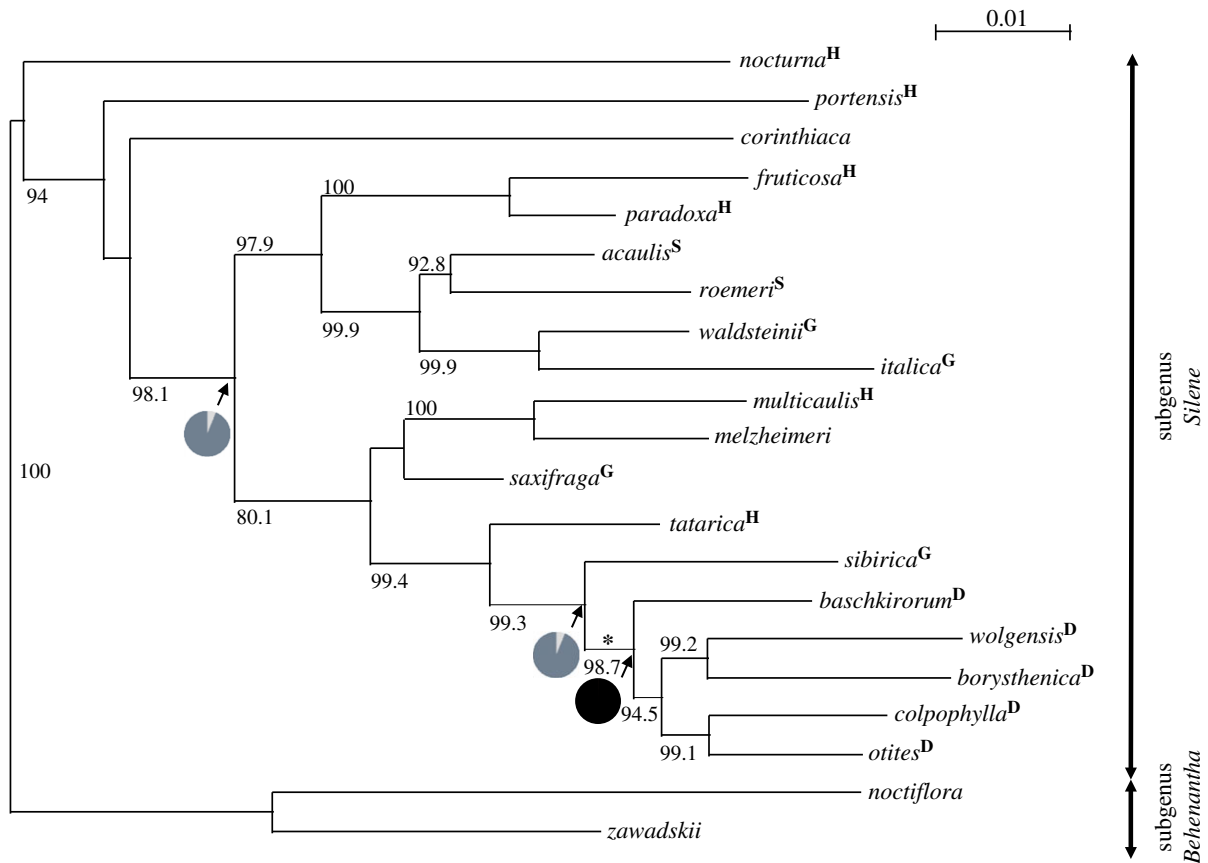 0.01
nocturnaH
portensisH
94
corinthiaca
100
fruticosaH
paradoxaH
97.9
acaulisS
92.8
roemeriS
99.9
waldsteiniiG
99.9
italicaG
98.1
multicaulisH
100
melzheimeri
saxifragaG
100
80.1
tataricaH
99.4
sibiricaG
99.3
baschkirorumD
*
98.7
wolgensisD
99.2
borysthenicaD
94.5
colpophyllaD
99.1
otitesD
noctiflora
zawadskii
subgenus
Silene
subgenus
Behenantha